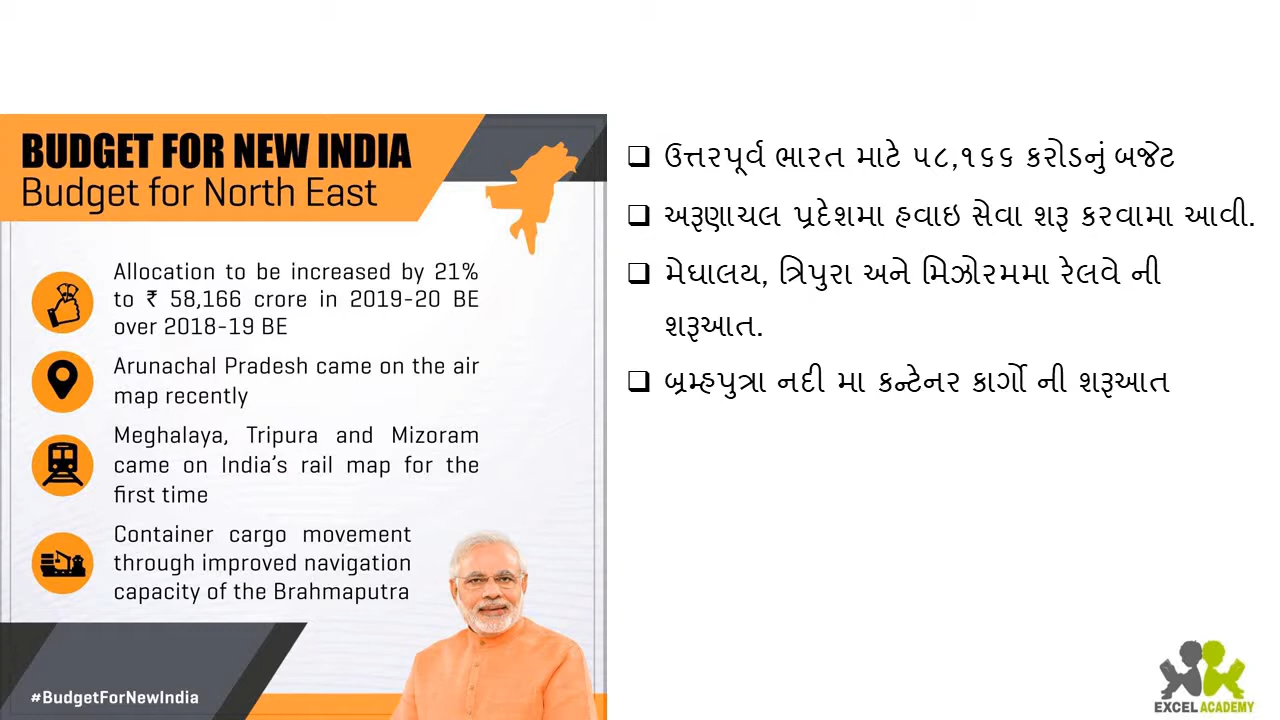 BUDGET FOR NEW INDIA
Budget for North East
Allocation to be increased by 21%
to ₹ 58,166 crore in 2019-20 BE
over 2018-19 BE
Arunachal Pradesh came on the air
map recently
Meghalaya, Tripura and Mizoram
came on India's rail map for the
first time
Container cargo movement
through improved navigation
capacity of the Brahmaputra
#BudgetForNewIndia
ઉત્તરપૂર્વ ભારત માટે ૫૮,૧૬૬ કરોડનું બજેટ
અરૂણાચલ પ્રદેશમા હવાઇ સેવા શરૂ કરવામા આવી.
મેઘાલય, ત્રિપુરા અને મિઝોરમમા રેલવે ની
શરૂઆત.
બ્રમ્હપુત્રા નદી મા કન્ટેનર કાર્ગો ની શરૂઆત
EXCEL ACADEMY